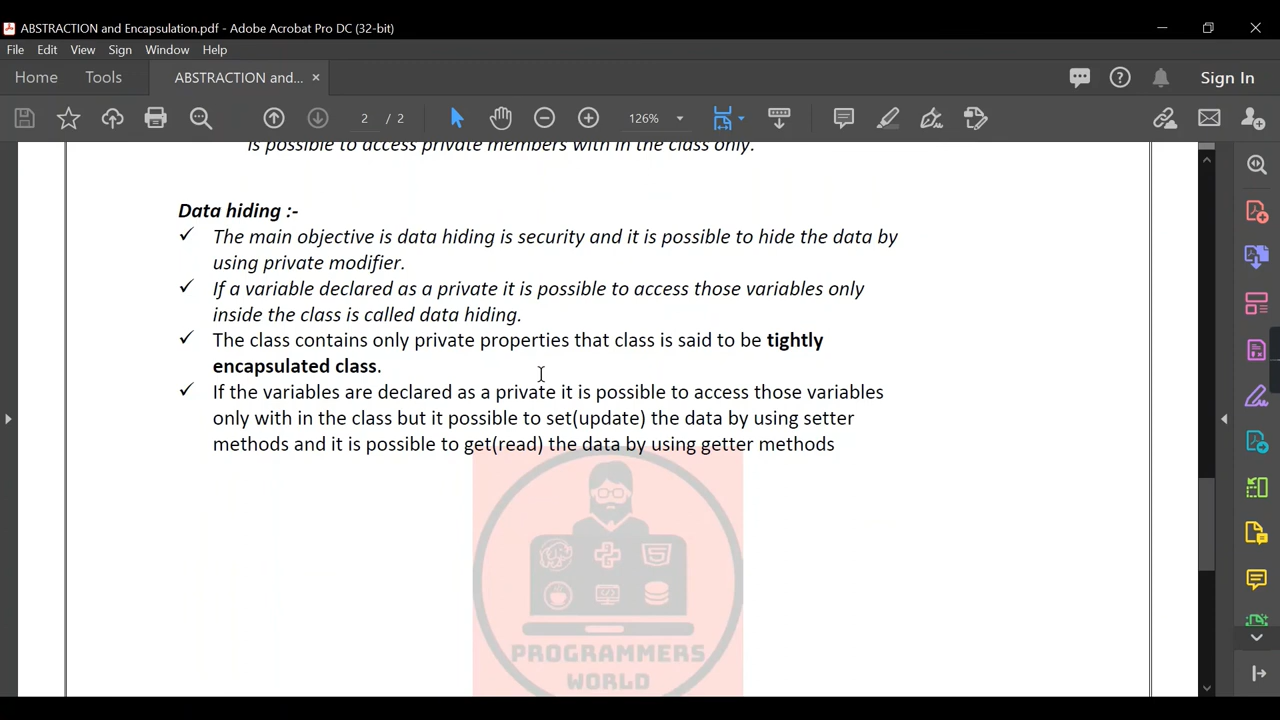 ABSTRACTION and Encapsulation.pdf - Adobe Acrobat Pro DC (32-bit)
File Edit View Sign Window Help
Home Tools ABSTRACTION and... × Sign In
2 / 2 126%
is possible to access private members with in the class only.
Data hiding :-
✓ The main objective is data hiding is security and it is possible to hide the data by
using private modifier.
✓ If a variable declared as a private it is possible to access those variables only
inside the class is called data hiding.
✓ The class contains only private properties that class is said to be tightly
encapsulated class.
✓ If the variables are declared as a private it is possible to access those variables
only with in the class but it possible to set(update) the data by using setter
methods and it is possible to get(read) the data by using getter methods
PROGRAMMERS
WORLD